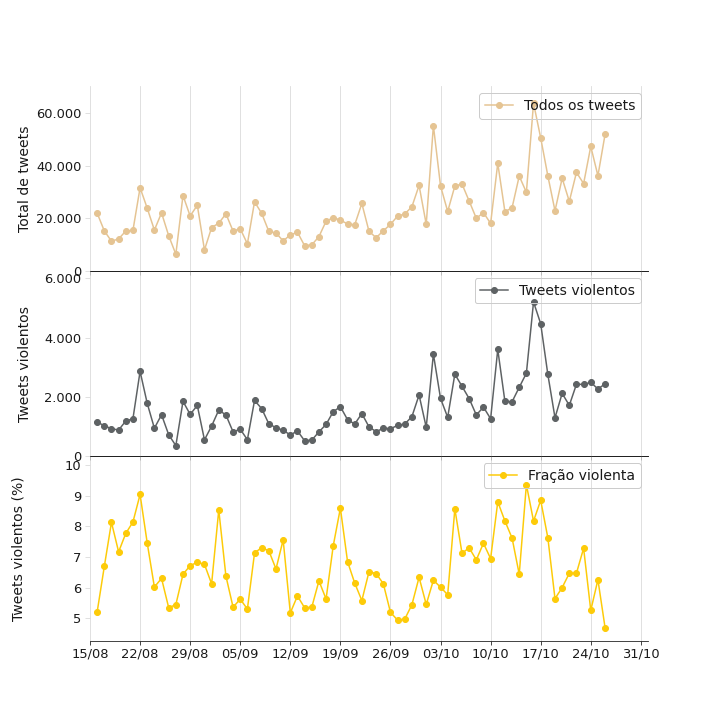 Todos os tweets
Total de tweets
60.000
40.000
20.000
0
Tweets violentos
Tweets violentos
6.000
4.000
2.000
0
Fração violenta
Tweets violentos (%)
10
9
8
7
6
5
15/08 22/08 29/08 05/09 12/09 19/09 26/09 03/10 10/10 17/10 24/10 31/10